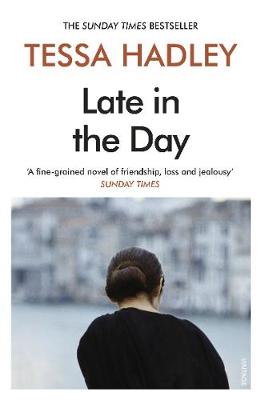 THE SUNDAY TIMES BESTSELLER
TESSA HADLEY
Late in
the Day
‘A fine-grained novel of friendship, loss and jealousy’
SUNDAY TIMES
VINTAGE